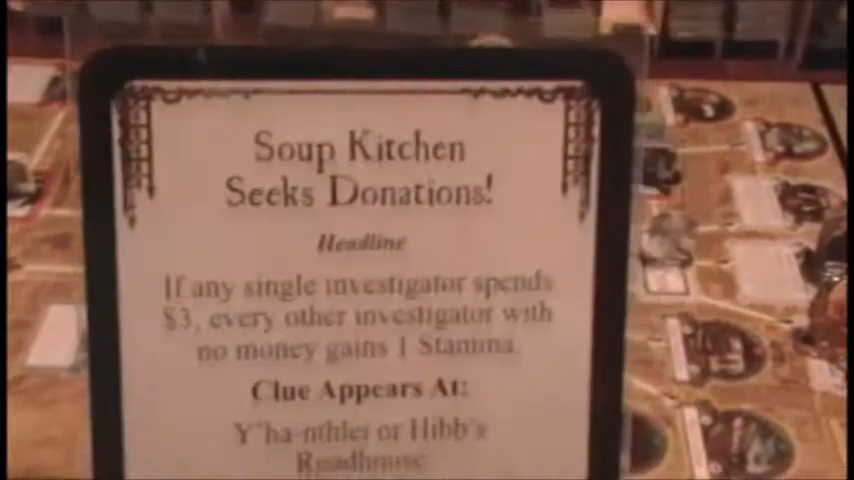 Soup Kitchen
Seeks Donations!
Headline
If any single investigator spends
$3, every other investigator with
no money gains 1 Stamina.
Clue Appears At:
Y'ha-nthlei or Hibb's
Roadhouse